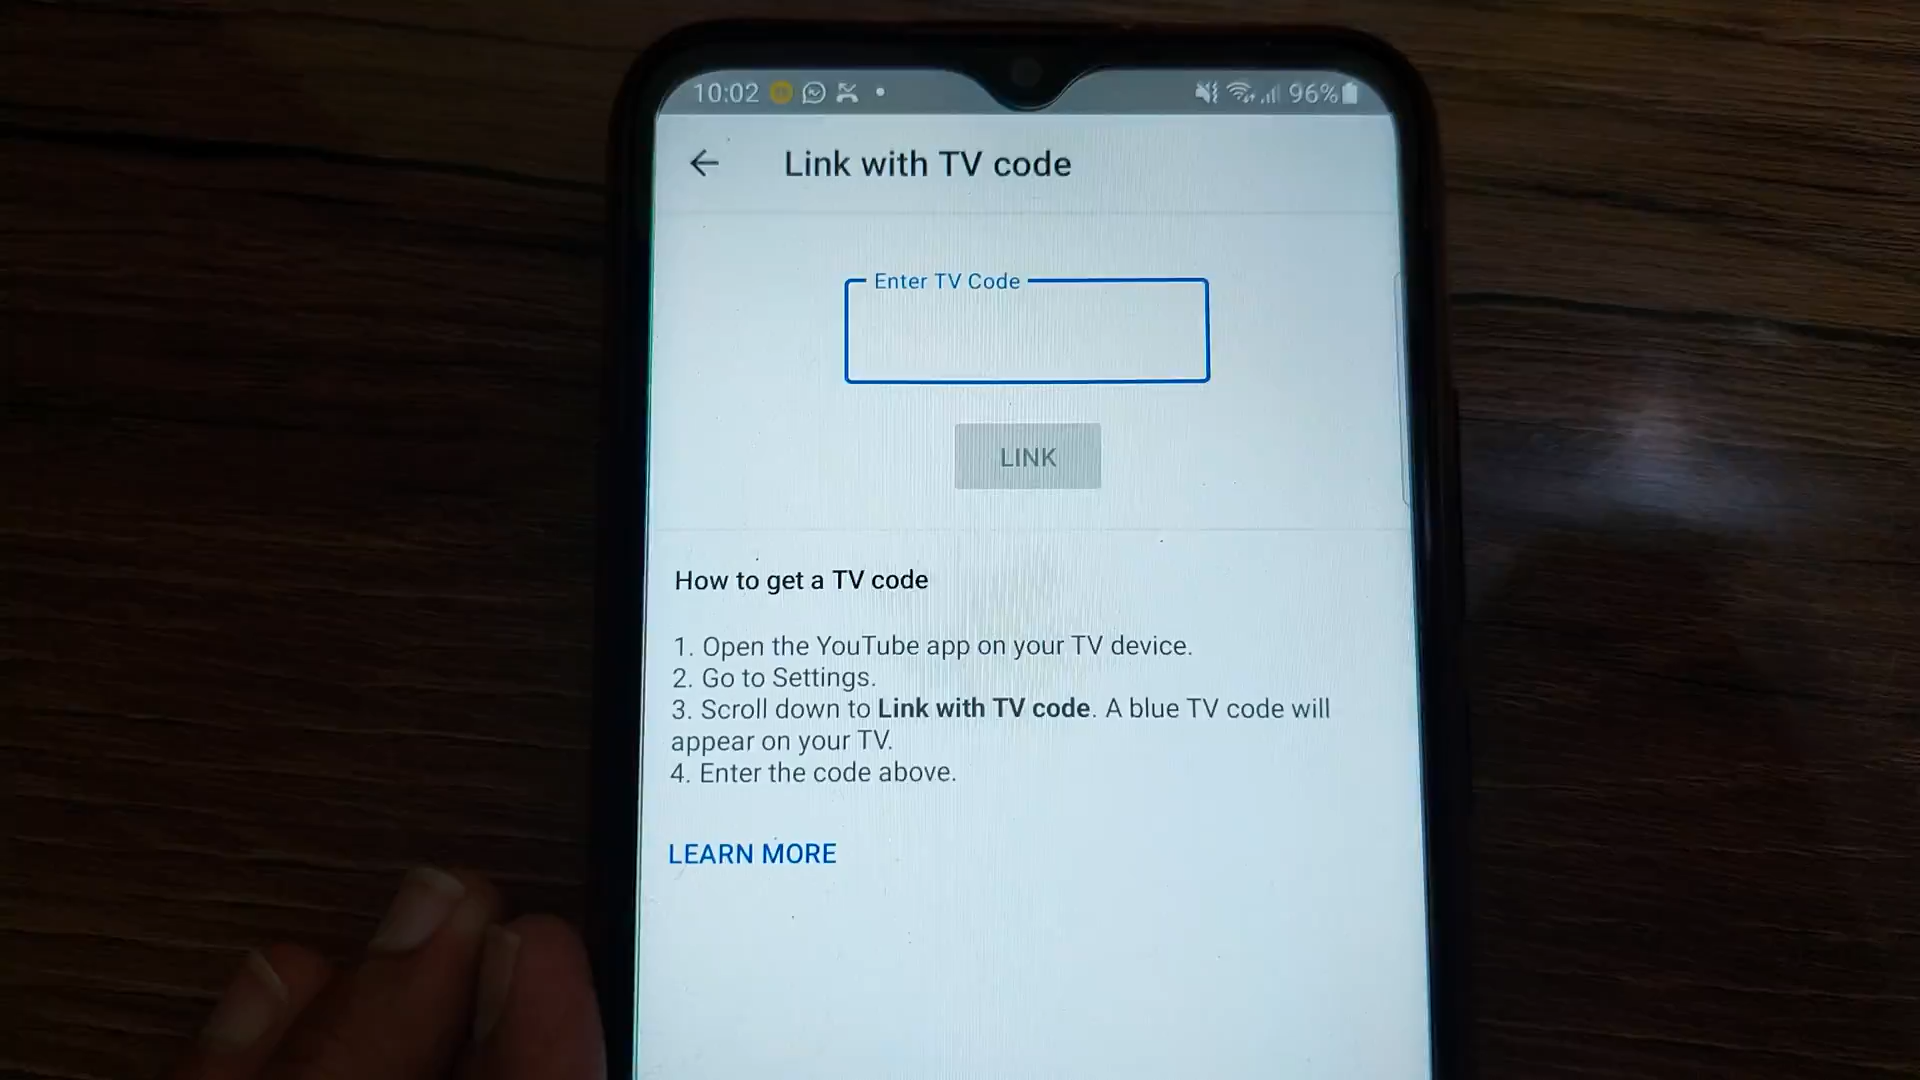 10:02 96%
Link with TV code
Enter TV Code
LINK
How to get a TV code
1. Open the YouTube app on your TV device.
2. Go to Settings.
3. Scroll down to Link with TV code. A blue TV code will
appear on your TV.
4. Enter the code above.
LEARN MORE